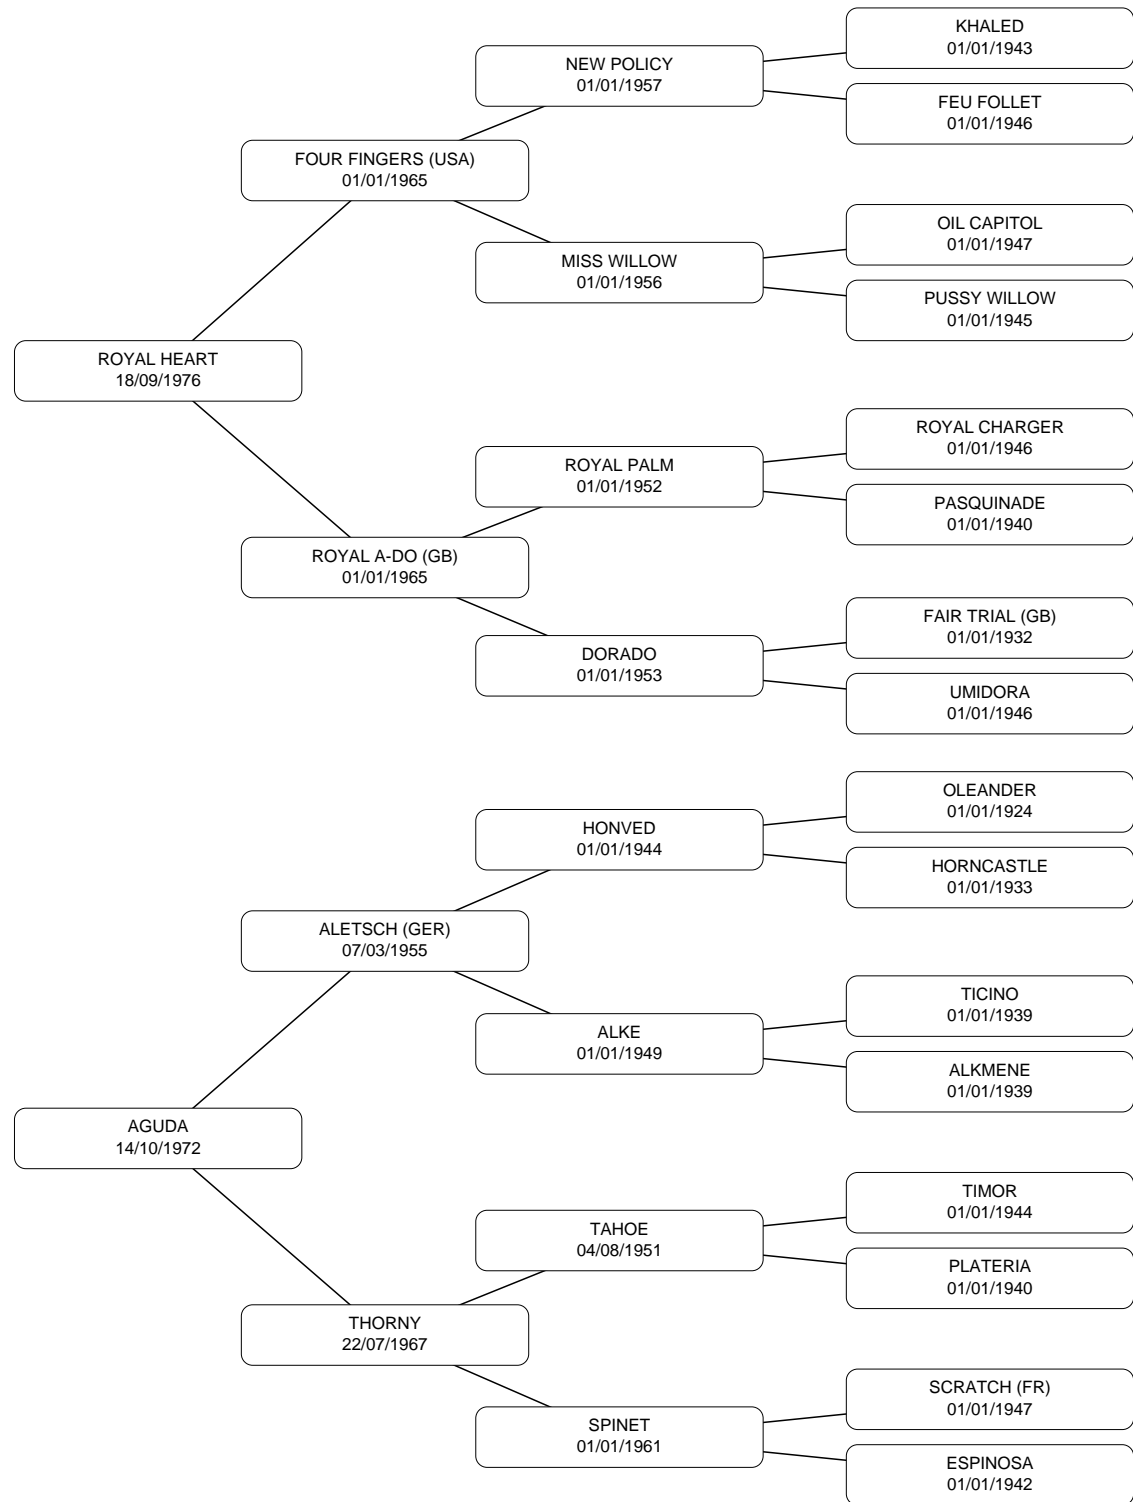 KHALED
01/01/1943
NEW POLICY
01/01/1957
FEU FOLLET
01/01/1946
FOUR FINGERS (USA)
01/01/1965
OIL CAPITOL
01/01/1947
MISS WILLOW
01/01/1956
PUSSY WILLOW
01/01/1945
ROYAL HEART
18/09/1976
ROYAL CHARGER
01/01/1946
ROYAL PALM
01/01/1952
PASQUINADE
01/01/1940
ROYAL A-DO (GB)
01/01/1965
FAIR TRIAL (GB)
01/01/1932
DORADO
01/01/1953
UMIDORA
01/01/1946
OLEANDER
01/01/1924
HONVED
01/01/1944
HORNCASTLE
01/01/1933
ALETSCH (GER)
07/03/1955
TICINO
01/01/1939
ALKE
01/01/1949
ALKMENE
01/01/1939
AGUDA
14/10/1972
TIMOR
01/01/1944
TAHOE
04/08/1951
PLATERIA
01/01/1940
THORNY
22/07/1967
SCRATCH (FR)
01/01/1947
SPINET
01/01/1961
ESPINOSA
01/01/1942